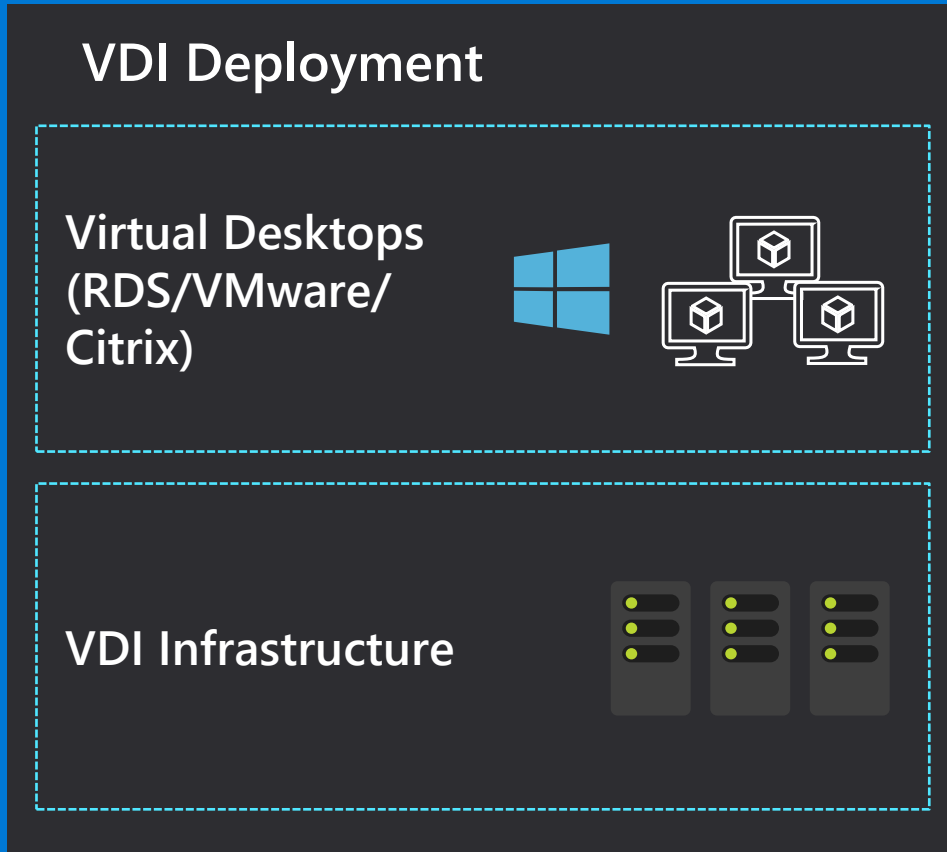 VDI Deployment
Virtual Desktops
(RDS/VMware/
Citrix)
VDI Infrastructure